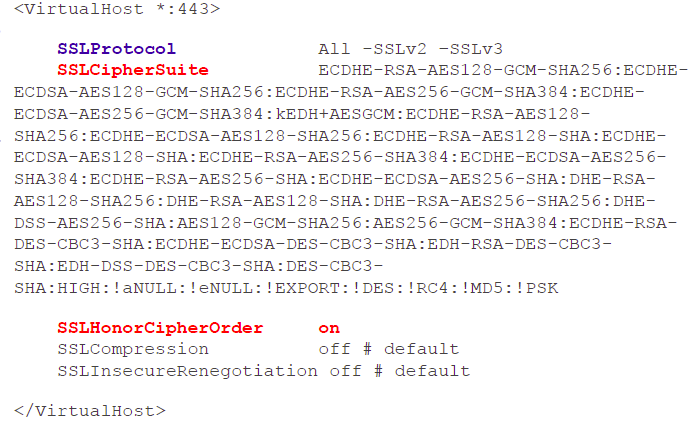 <VirtualHost *:443>
SSLProtocol All -SSLv2 -SSLv3
SSLCipherSuite ECDHE-RSA-AES128-GCM-SHA256:ECDHE-
ECDSA-AES128-GCM-SHA256:ECDHE-RSA-AES256-GCM-SHA384:ECDHE-
ECDSA-AES256-GCM-SHA384:kEDH+AESGCM:ECDHE-RSA-AES128-
SHA256:ECDHE-ECDSA-AES128-SHA256:ECDHE-RSA-AES128-SHA:ECDHE-
ECDSA-AES128-SHA:ECDHE-RSA-AES256-SHA384:ECDHE-ECDSA-AES256-
SHA384:ECDHE-RSA-AES256-SHA:ECDHE-ECDSA-AES256-SHA:DHE-RSA-
AES128-SHA256:DHE-RSA-AES128-SHA:DHE-RSA-AES256-SHA256:DHE-
DSS-AES256-SHA:AES128-GCM-SHA256:AES256-GCM-SHA384:ECDHE-RSA-
DES-CBC3-SHA:ECDHE-ECDSA-DES-CBC3-SHA:EDH-RSA-DES-CBC3-
SHA:EDH-DSS-DES-CBC3-SHA:DES-CBC3-
SHA:HIGH:!aNULL:!eNULL:!EXPORT:!DES:!RC4:!MD5:!PSK
SSLHonorCipherOrder on
SSLCompression off # default
SSLInsecureRenegotiation off # default
</VirtualHost>